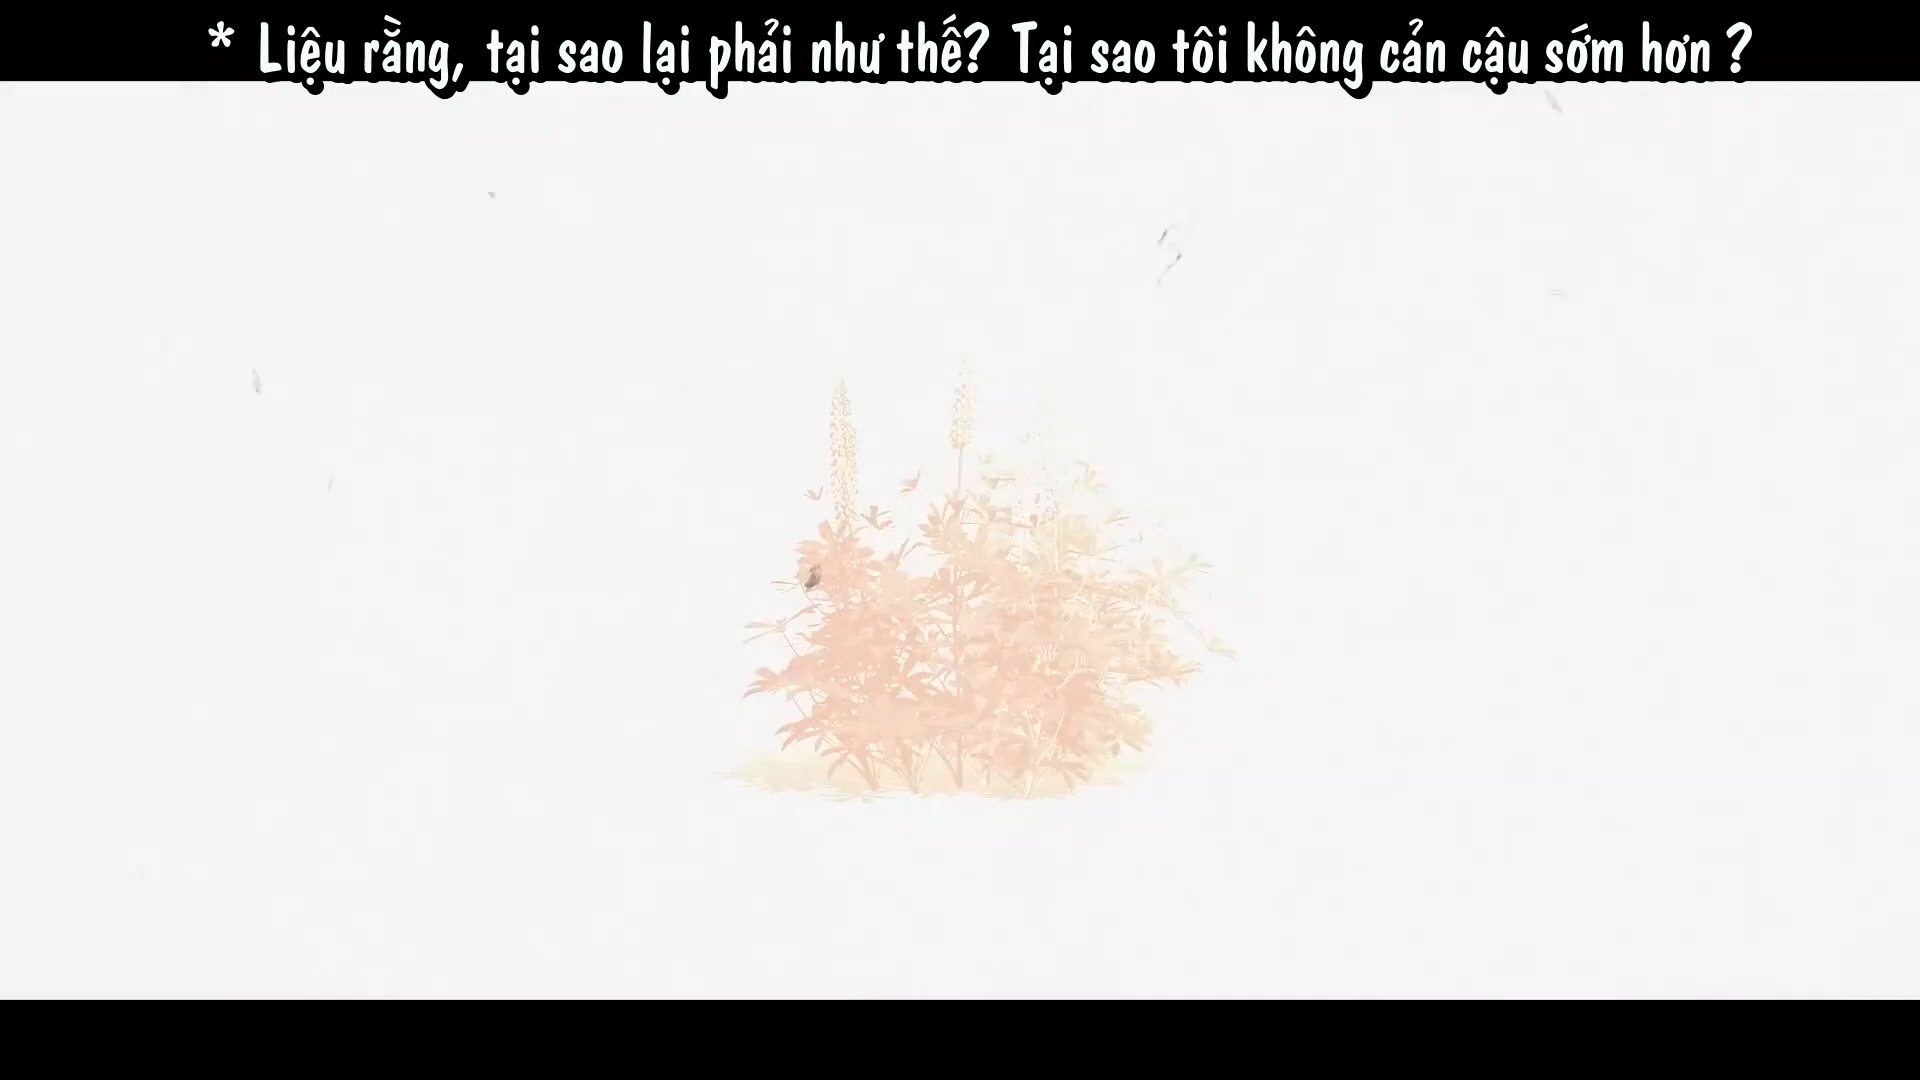 * Liệu rằng, tại sao lại phải như thế? Tại sao tôi không cản cậu sớm hơn ?